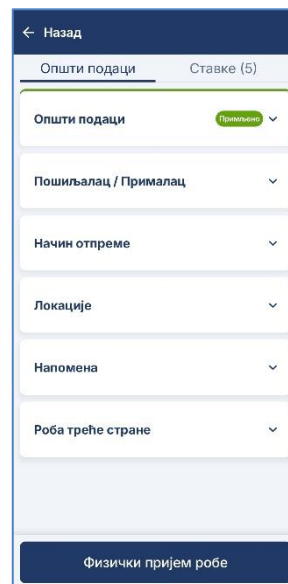 ← Назад
Општи подаци Ставке (5)
Општи подаци Примљено
Пошиљалац / Прималац
Начин отпреме
Локације
Напомена
Роба треће стране
Физички пријем робе